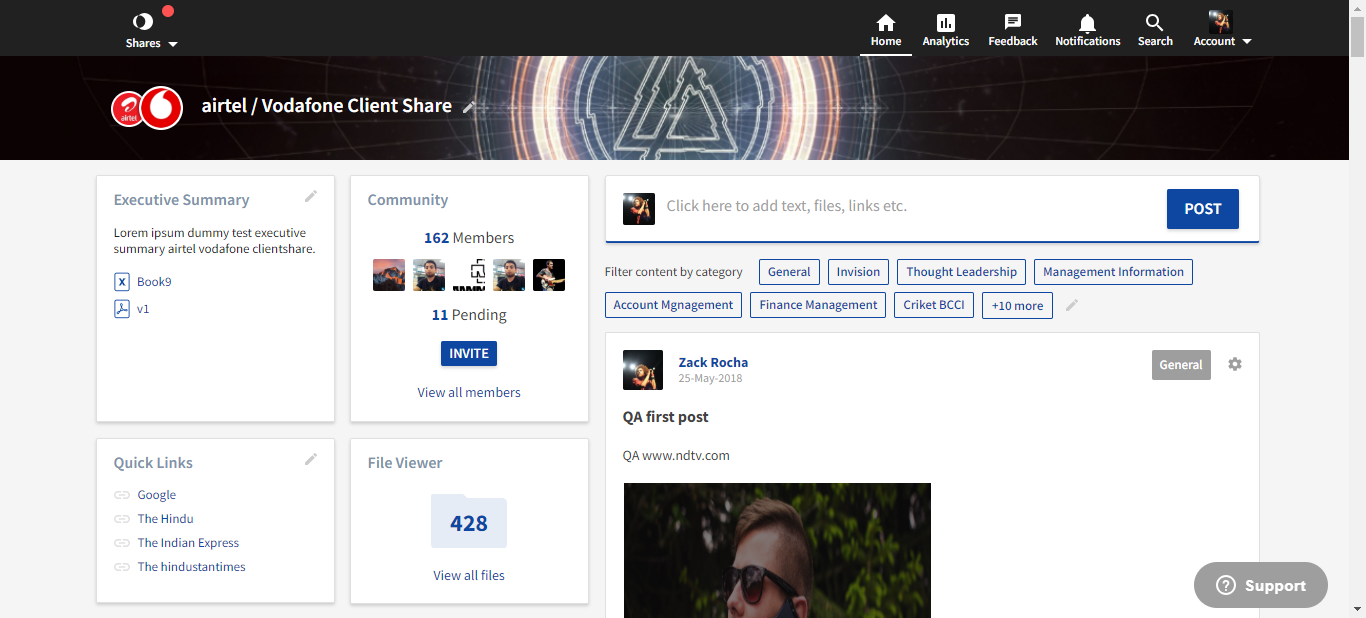 Shares
Home
Analytics
Feedback
Notifications
Search
Account
airtel
airtel / Vodafone Client Share
Executive Summary
Lorem ipsum dummy test executive
summary airtel vodafone clientshare.
Book9
v1
Community
162 Members
11 Pending
INVITE
View all members
Quick Links
Google
The Hindu
The Indian Express
The hindustantimes
File Viewer
428
View all files
Click here to add text, files, links etc.
POST
Filter content by category
General
Invision
Thought Leadership
Management Information
Account Mgnagement
Finance Management
Criket BCCI
+10 more
Zack Rocha
25-May-2018
General
QA first post
QA www.ndtv.com
Support